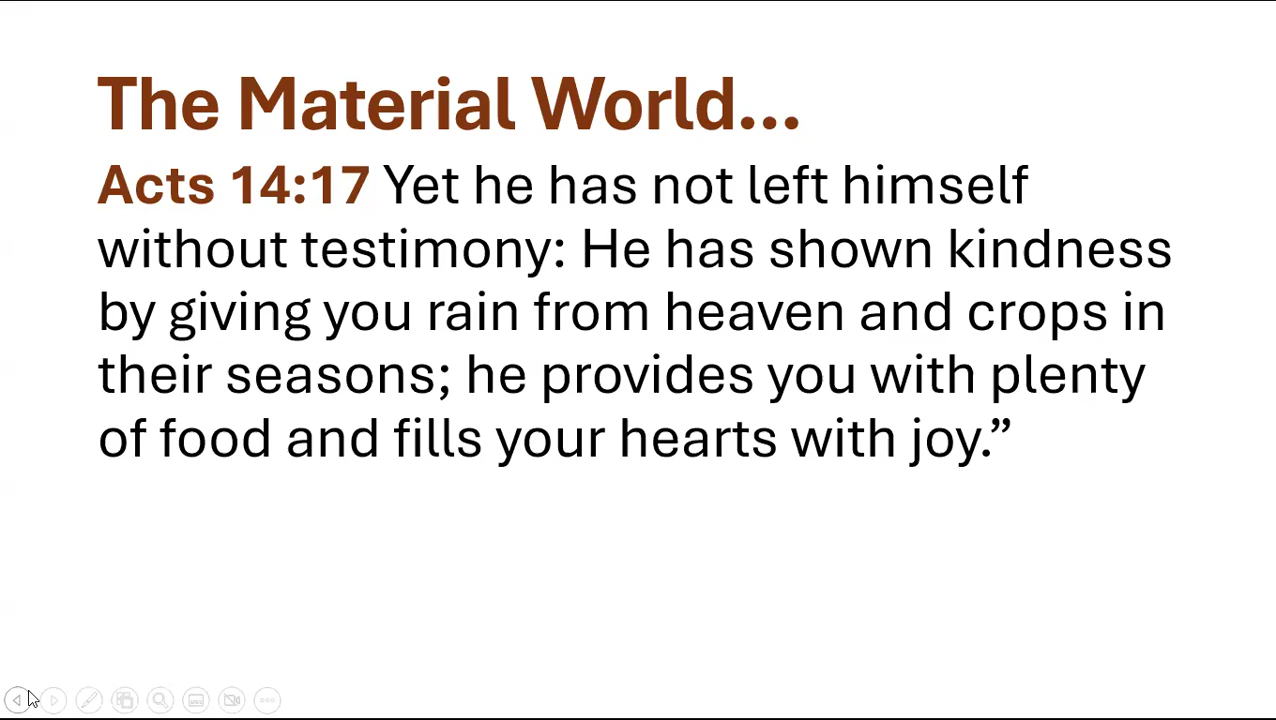 The Material World...
Acts 14:17 Yet he has not left himself
without testimony: He has shown kindness
by giving you rain from heaven and crops in
their seasons; he provides you with plenty
of food and fills your hearts with joy.”